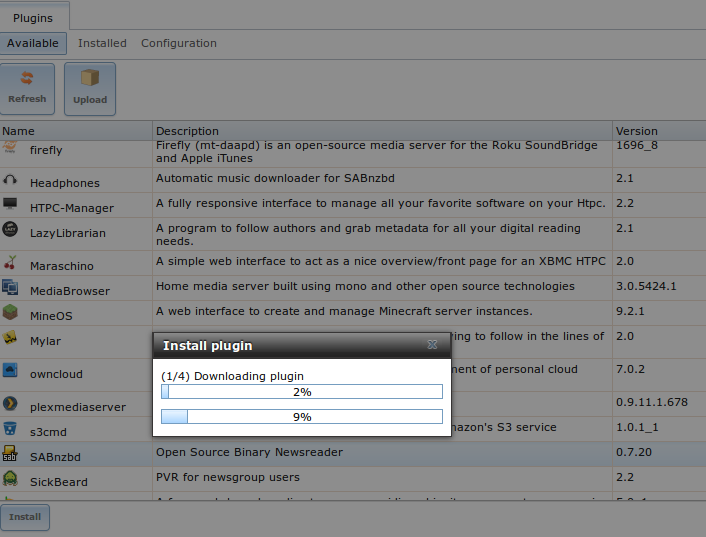 Plugins
Available Installed Configuration
Refresh Upload
Name Description Version
firefly Firefly (mt-daapd) is an open-source media server for the Roku SoundBridge 1696_8
and Apple iTunes
Headphones Automatic music downloader for SABnzbd 2.1
HTPC-Manager A fully responsive interface to manage all your favorite software on your Htpc. 2.2
LazyLibrarian A program to follow authors and grab metadata for all your digital reading 2.1
needs.
Maraschino A simple web interface to act as a nice overview/front page for an XBMC HTPC 2.0
MediaBrowser Home media server built using mono and other open source technologies 3.0.5424.1
MineOS A web interface to create and manage Minecraft server instances. 9.2.1
Mylar ing to follow in the lines of 2.0
Install plugin
(1/4) Downloading plugin
2%
9%
owncloud ment of personal cloud 7.0.2
plexmediaserver 0.9.11.1.678
s3cmd mazon's S3 service 1.0.1_1
SABnzbd Open Source Binary Newsreader 0.7.20
SickBeard PVR for newsgroup users 2.2
Install